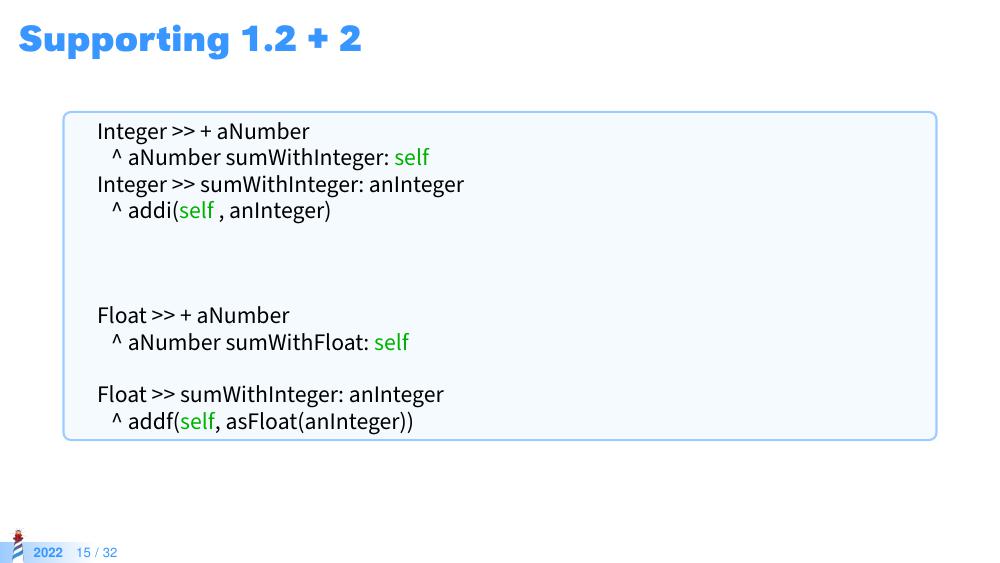 Supporting 1.2 + 2
Integer >> + aNumber
^ aNumber sumWithInteger: self
Integer >> sumWithInteger: anInteger
^ addi(self , anInteger)
Float >> + aNumber
^ aNumber sumWithFloat: self
Float >> sumWithInteger: anInteger
^ addf(self, asFloat(anInteger))
2022 15 / 32